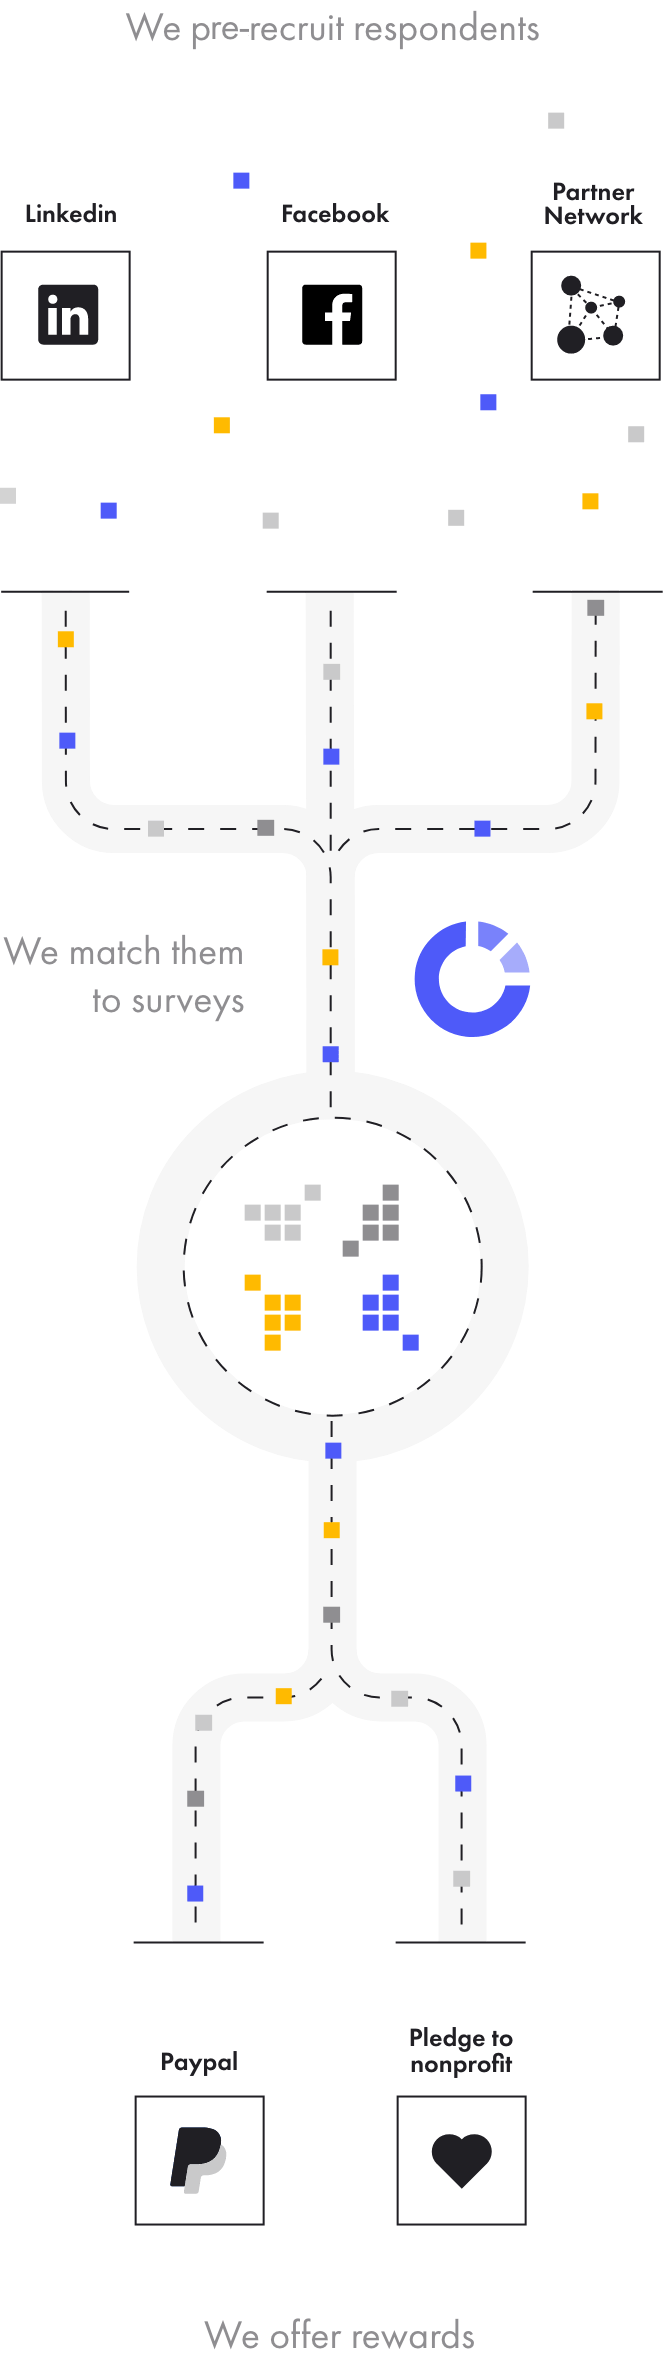 We pre-recruit respondents
Linkedin
Facebook
Partner
Network
in
f
We match them
to surveys
Paypal
Pledge to
nonprofit
P
We offer rewards